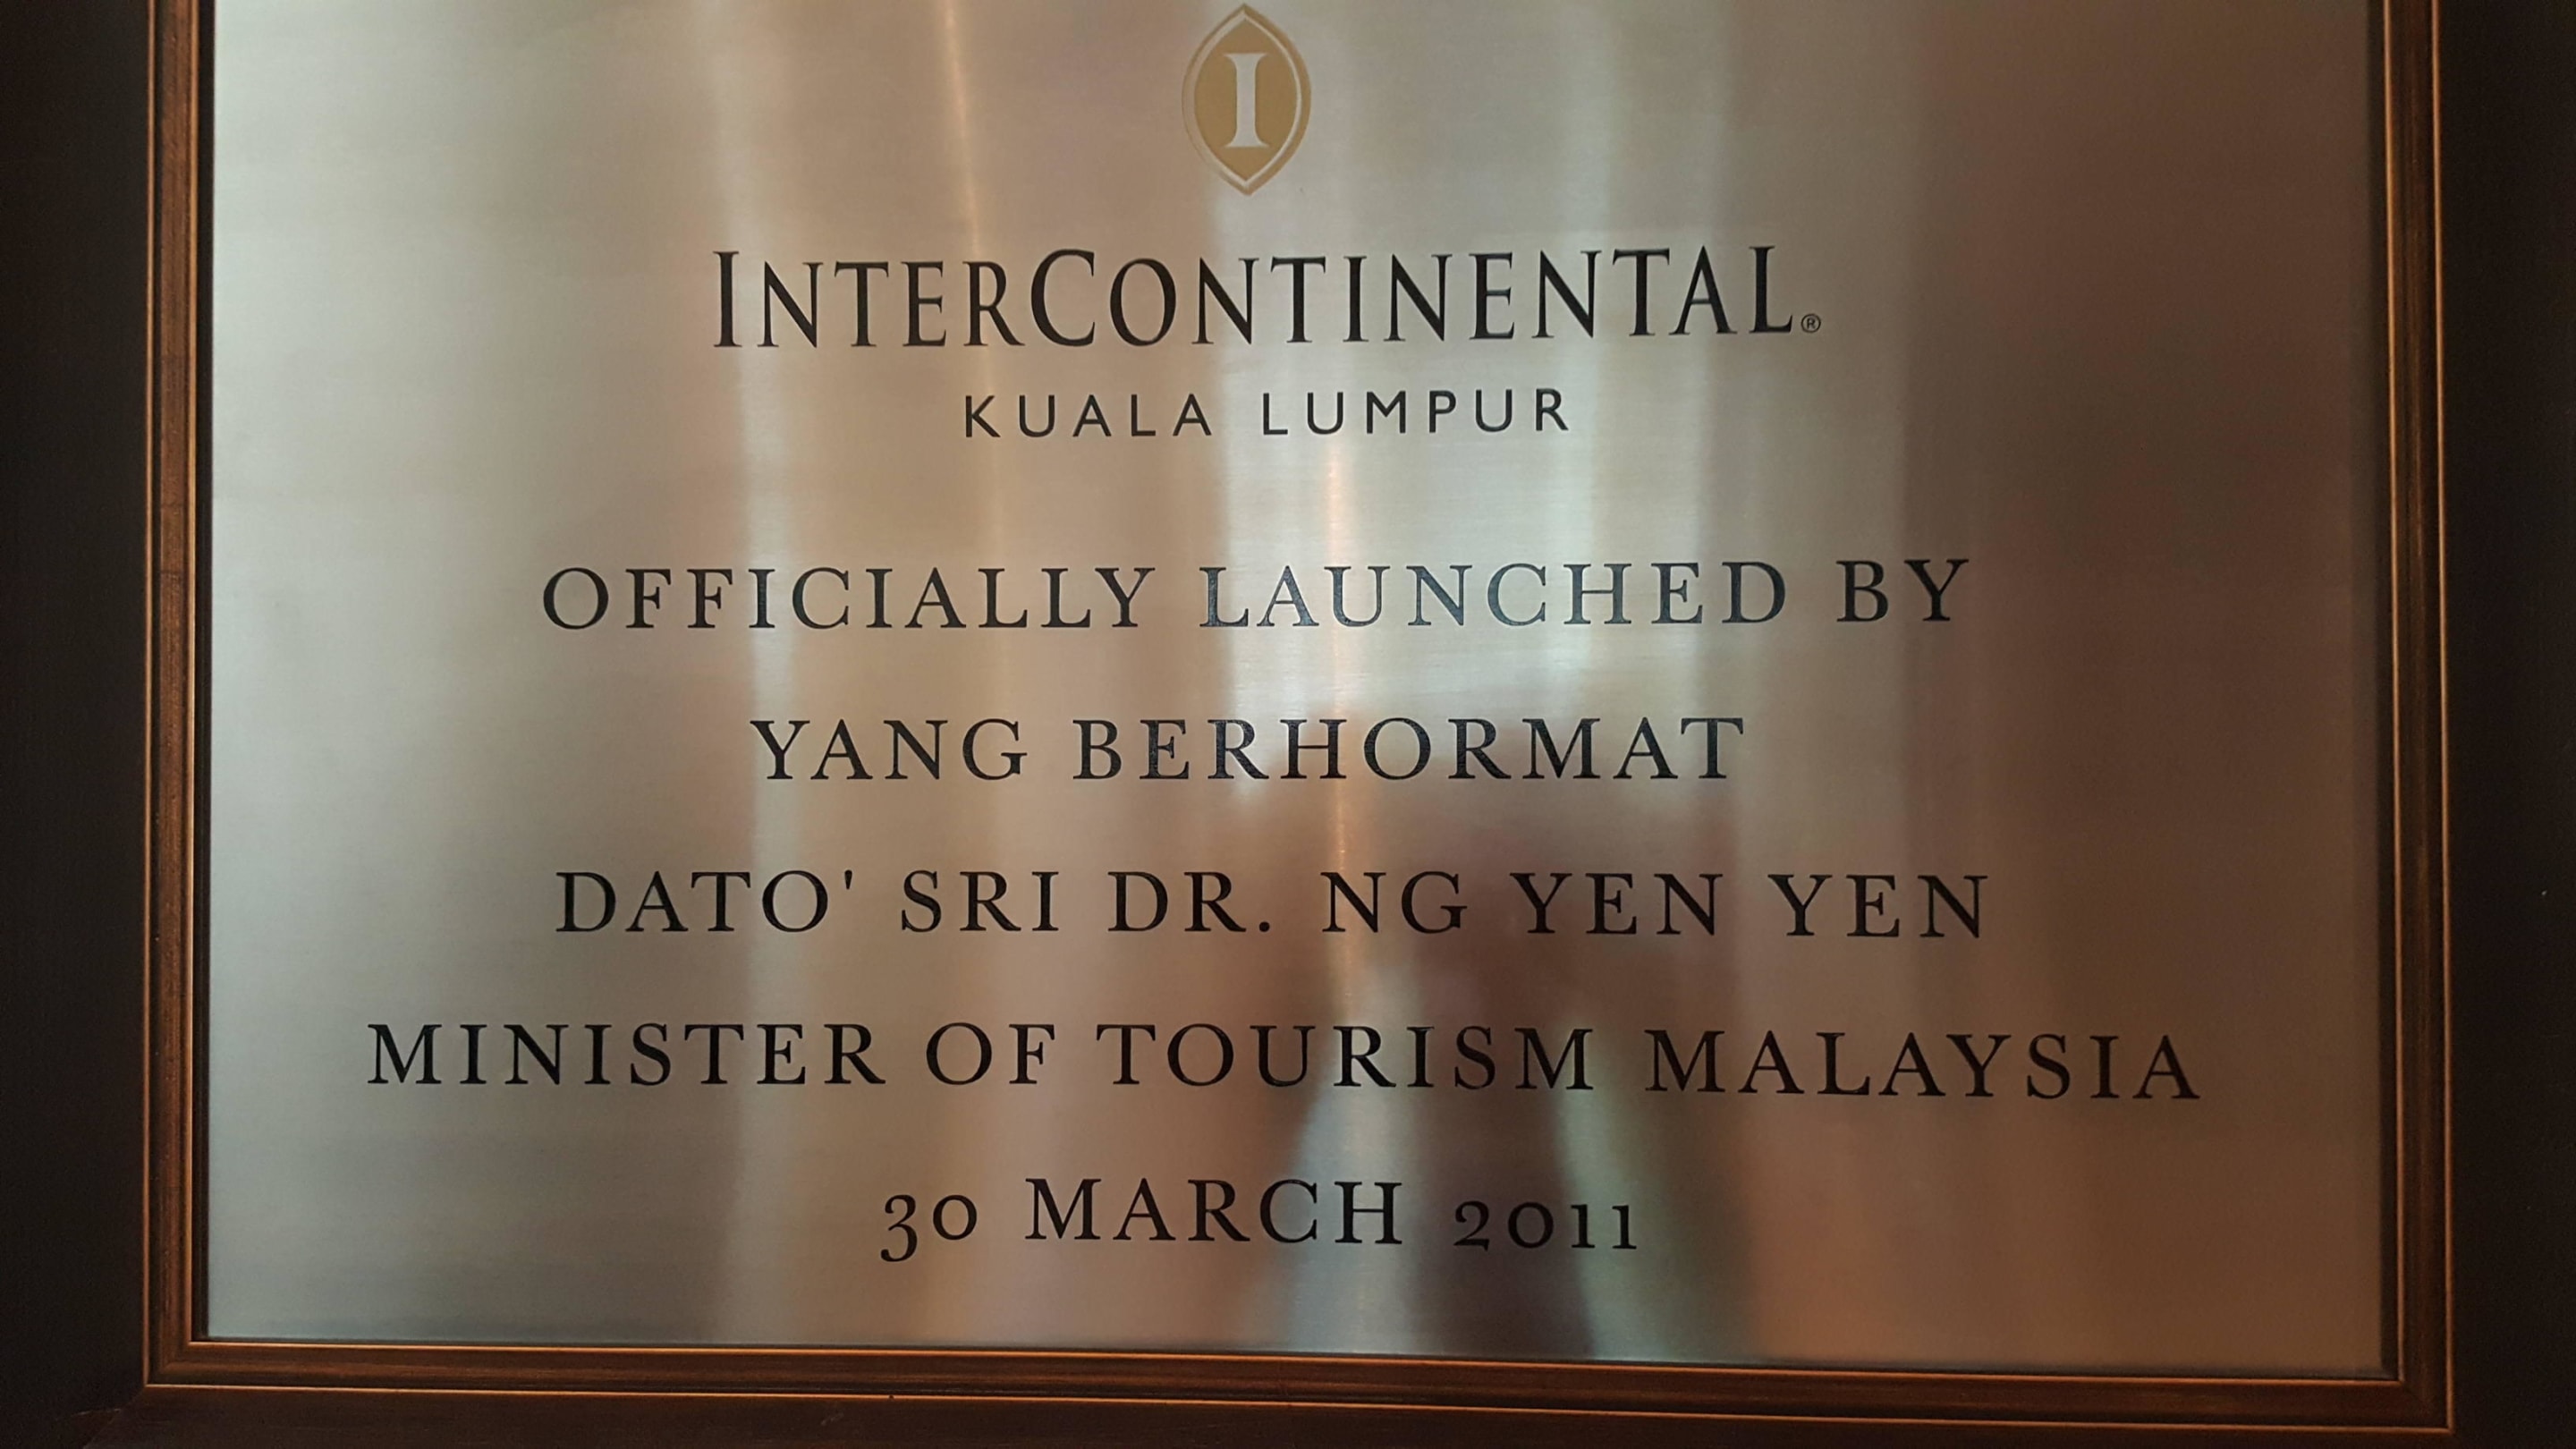 I
INTERCONTINENTAL®
KUALA LUMPUR
OFFICIALLY LAUNCHED BY
YANG BERHORMAT
DATO' SRI DR. NG YEN YEN
MINISTER OF TOURISM MALAYSIA
30 MARCH 2011